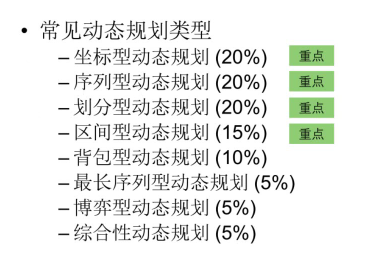 • 常见动态规划类型
– 坐标型动态规划 (20%) 重点
– 序列型动态规划 (20%) 重点
– 划分型动态规划 (20%) 重点
– 区间型动态规划 (15%) 重点
– 背包型动态规划 (10%)
– 最长序列型动态规划 (5%)
– 博弈型动态规划 (5%)
– 综合性动态规划 (5%)